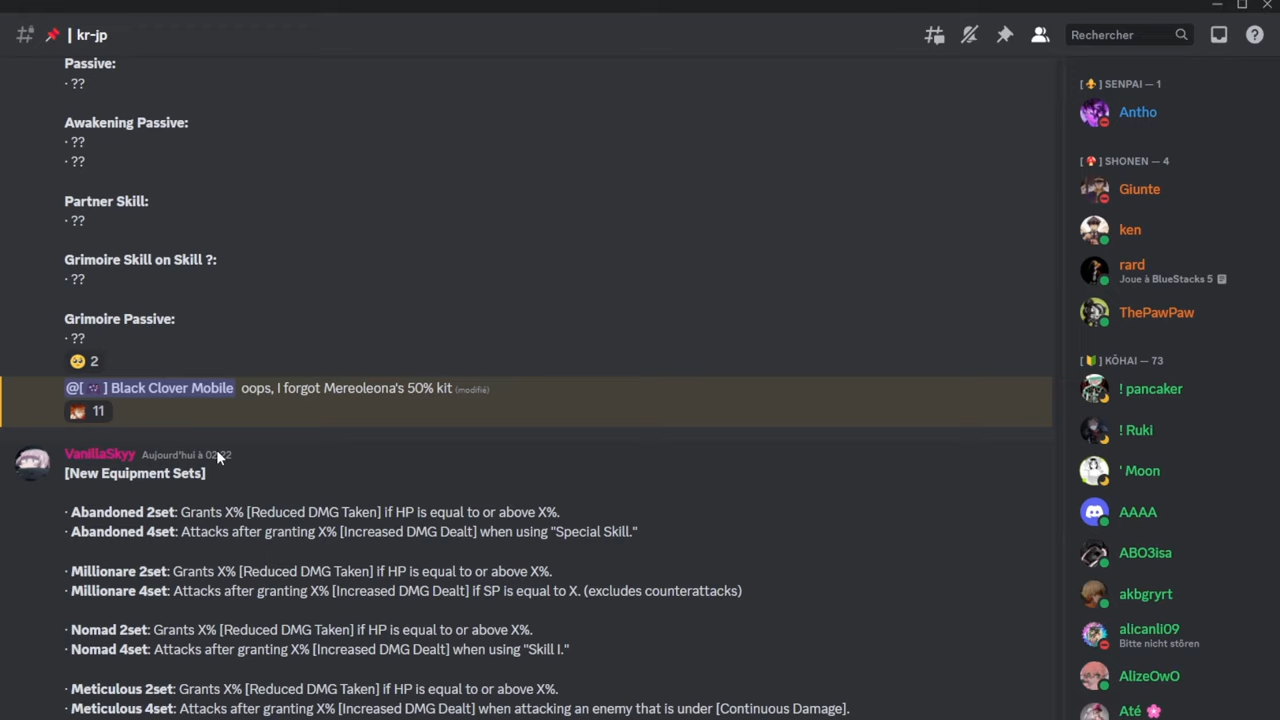 | kr-jp
Rechercher
Passive:
· ??
Awakening Passive:
· ??
· ??
Partner Skill:
· ??
Grimoire Skill on Skill ?:
· ??
Grimoire Passive:
· ??
2
@[ ] Black Clover Mobile oops, I forgot Mereoleona's 50% kit (modifié)
11
VanillaSkyy Aujourd'hui à 02:22
[New Equipment Sets]
· Abandoned 2set: Grants X% [Reduced DMG Taken] if HP is equal to or above X%.
· Abandoned 4set: Attacks after granting X% [Increased DMG Dealt] when using "Special Skill."
· Millionare 2set: Grants X% [Reduced DMG Taken] if HP is equal to or above X%.
· Millionare 4set: Attacks after granting X% [Increased DMG Dealt] if SP is equal to X. (excludes counterattacks)
· Nomad 2set: Grants X% [Reduced DMG Taken] if HP is equal to or above X%.
· Nomad 4set: Attacks after granting X% [Increased DMG Dealt] when using "Skill I."
· Meticulous 2set: Grants X% [Reduced DMG Taken] if HP is equal to or above X%.
· Meticulous 4set: Attacks after granting X% [Increased DMG Dealt] when attacking an enemy that is under [Continuous Damage].
[ ] SENPAI — 1
Antho
[ ] SHONEN — 4
Giunte
ken
rard
Joue à BlueStacks 5
ThePawPaw
[ ] KŌHAI — 73
! pancaker
! Ruki
' Moon
AAAA
ABO3isa
akbgryrt
alicanli09
Bitte nicht stören
AlizeOwO
Até